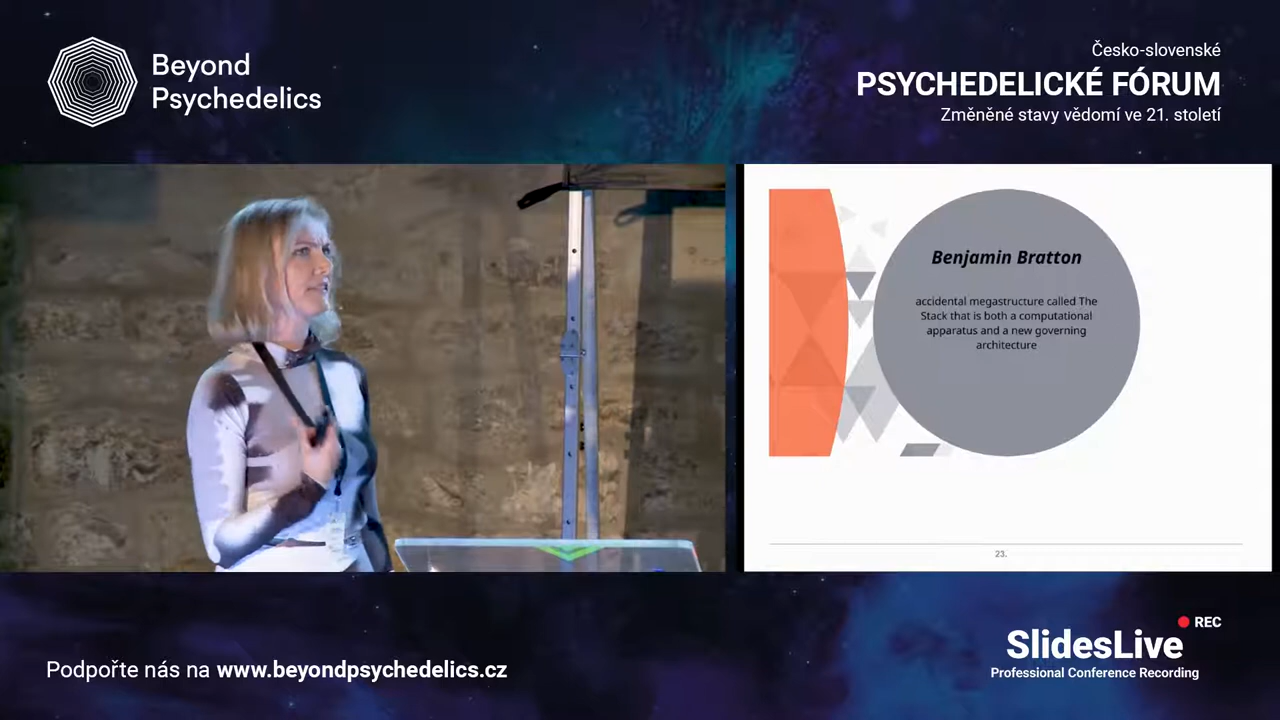 Beyond
Psychedelics
Česko-slovenské
PSYCHEDELICKÉ FÓRUM
Změněné stavy vědomí ve 21. století
Benjamin Bratton
accidental megastructure called The
Stack that is both a computational
apparatus and a new governing
architecture
23.
Podpořte nás na www.beyondpsychedelics.cz
REC
SlidesLive
Professional Conference Recording